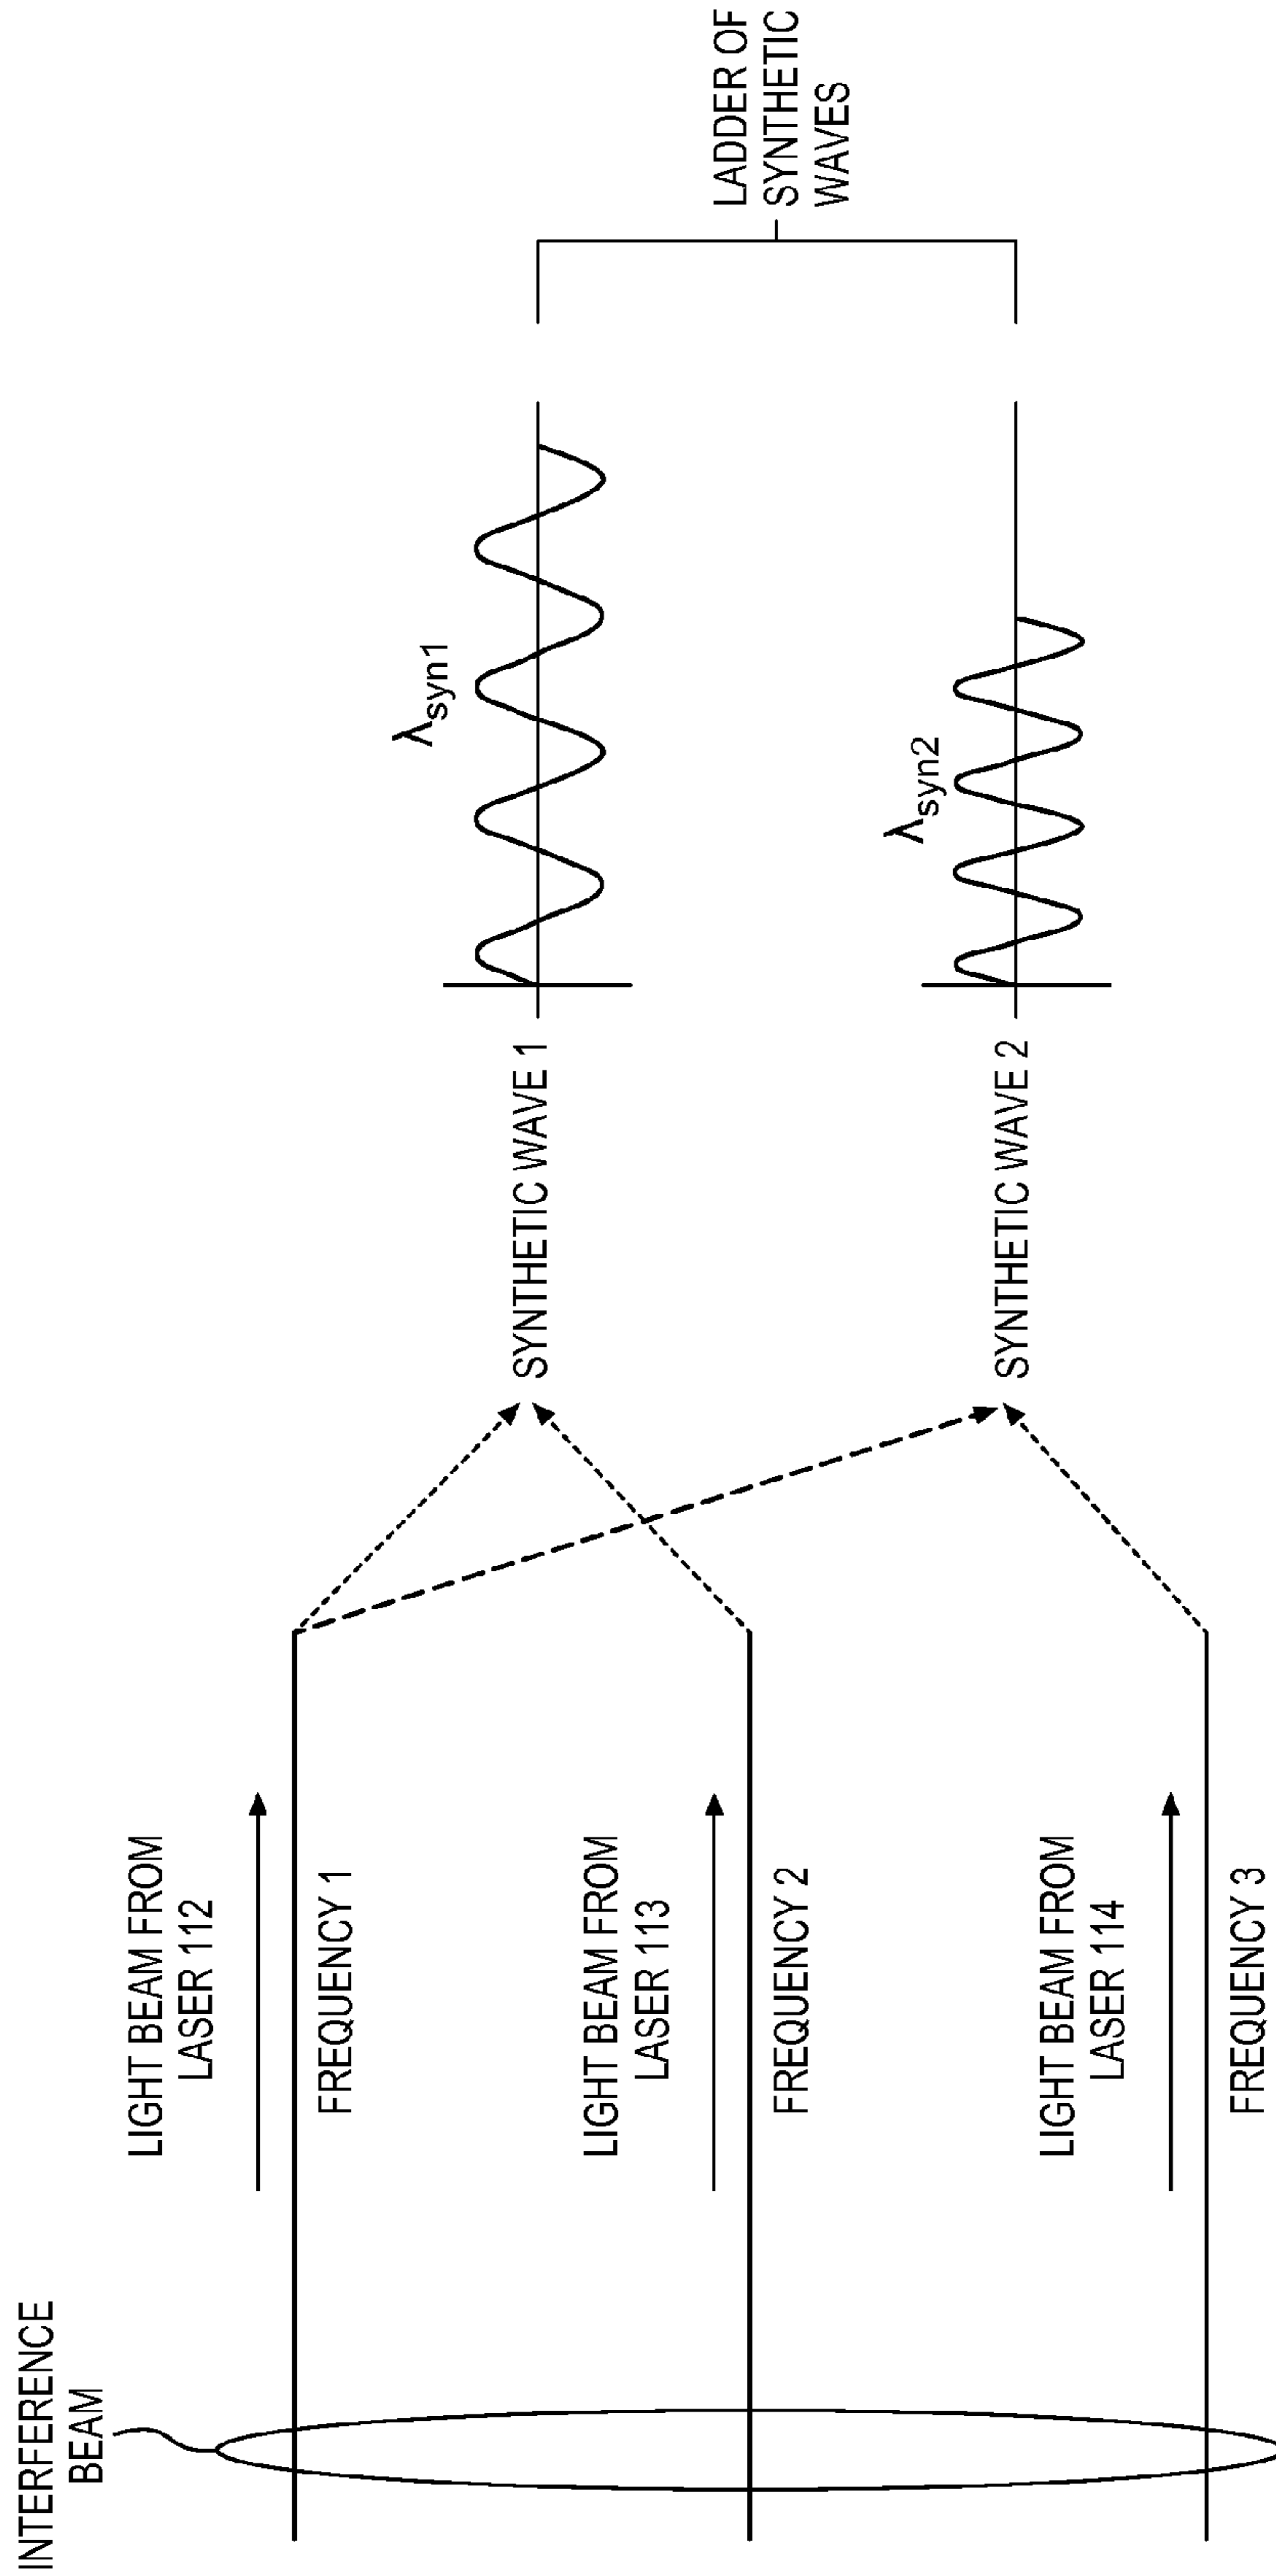 INTERFERENCE
BEAM
LIGHT BEAM FROM
LASER 112
FREQUENCY 1
LIGHT BEAM FROM
LASER 113
FREQUENCY 2
LIGHT BEAM FROM
LASER 114
FREQUENCY 3
SYNTHETIC WAVE 1
λsyn1
SYNTHETIC WAVE 2
λsyn2
LADDER OF
SYNTHETIC
WAVES